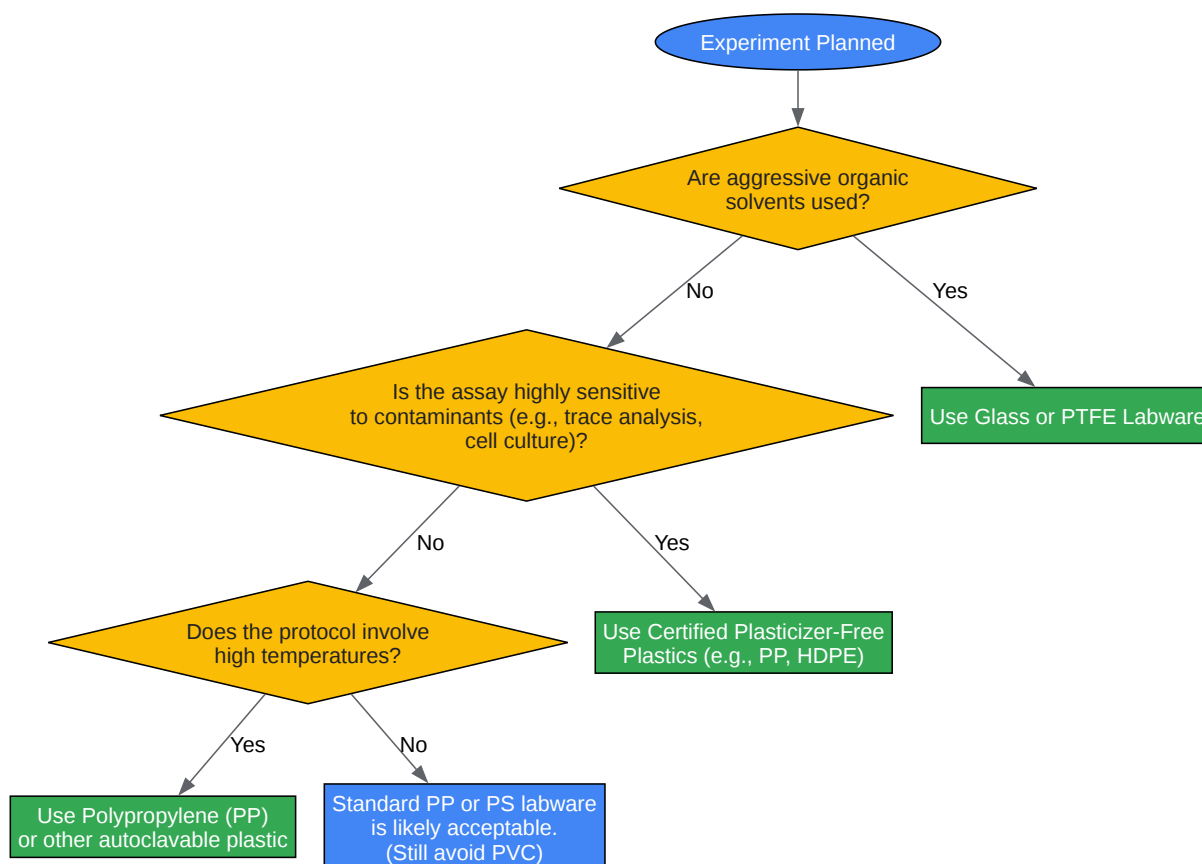 Experiment Planned
Are aggressive organic
solvents used?
No
Yes
Is the assay highly sensitive
to contaminants (e.g., trace analysis,
cell culture)?
Use Glass or PTFE Labware
No
Yes
Does the protocol involve
high temperatures?
Use Certified Plasticizer-Free
Plastics (e.g., PP, HDPE)
Yes
No
Use Polypropylene (PP)
or other autoclavable plastic
Standard PP or PS labware
is likely acceptable.
(Still avoid PVC)